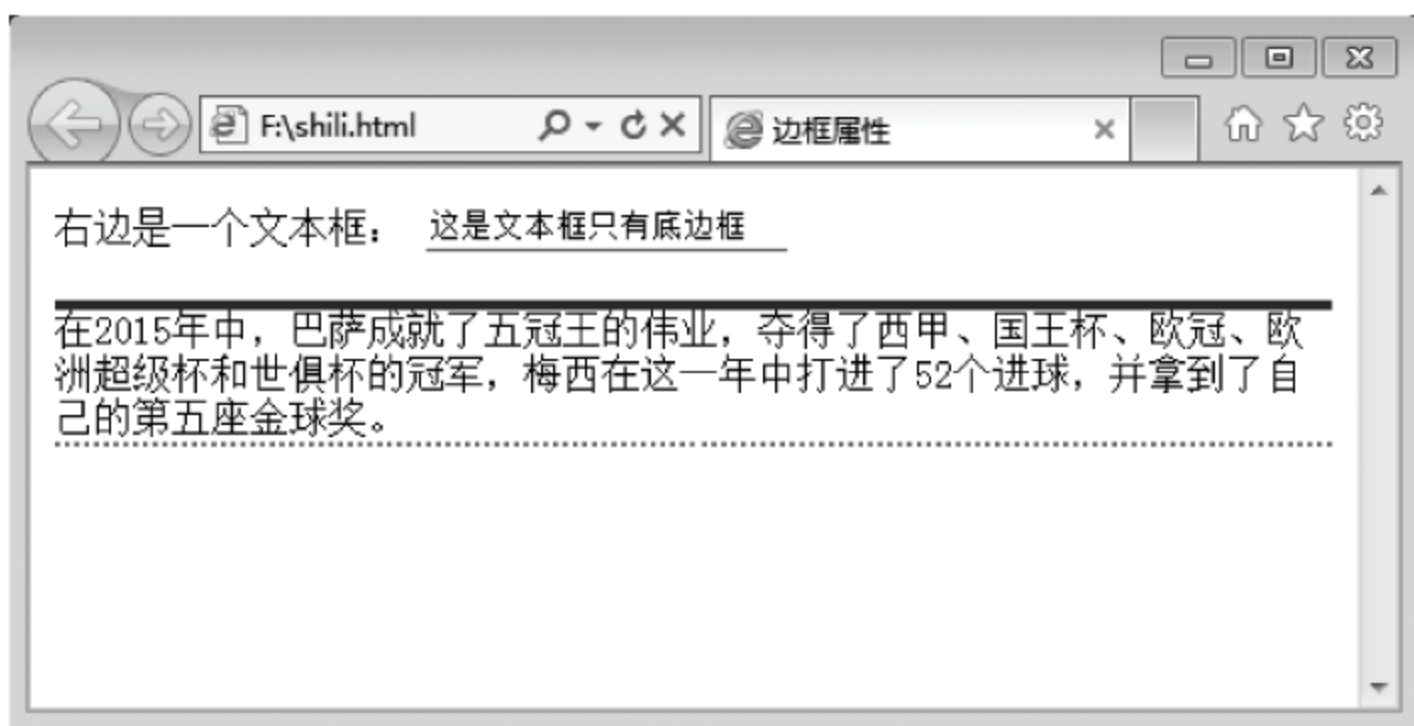 F:\shili.html
边框属性
右边是一个文本框： 这是文本框只有底边框
在2015年中，巴萨成就了五冠王的伟业，夺得了西甲、国王杯、欧冠、欧
洲超级杯和世俱杯的冠军，梅西在这一年中打进了52个进球，并拿到了自
己的第五座金球奖。